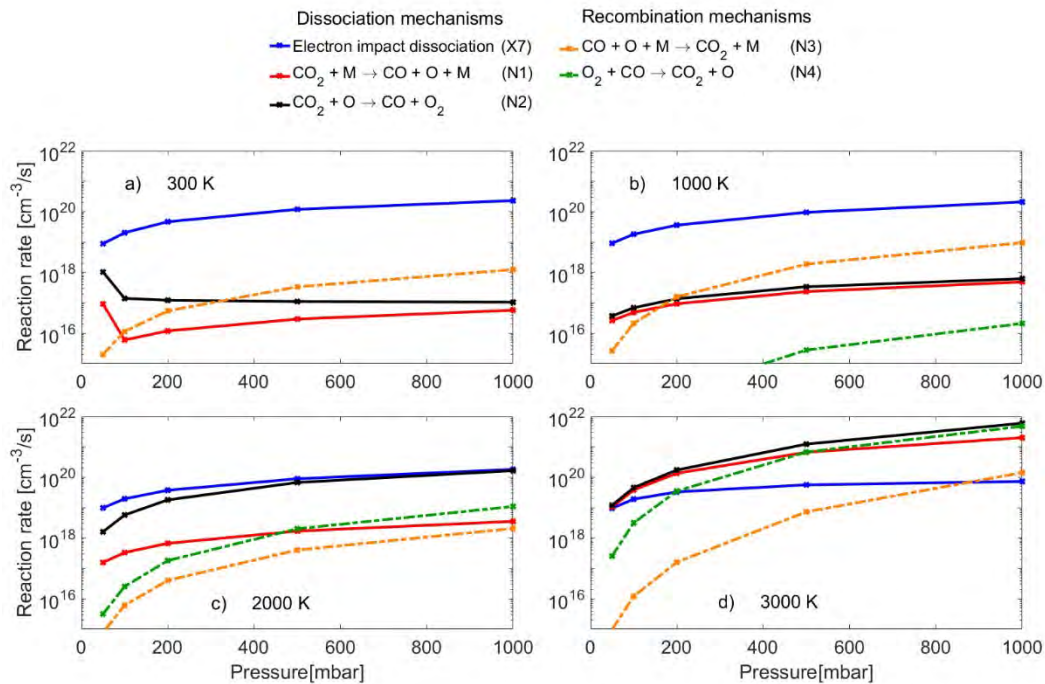 Dissociation mechanisms
Electron impact dissociation (X7)
CO2 + M → CO + O + M (N1)
CO2 + O → CO + O2 (N2)
Recombination mechanisms
CO + O + M → CO2 + M (N3)
O2 + CO → CO2 + O (N4)
Reaction rate [cm-3/s]
10^22
10^20
10^18
10^16
a) 300 K
0 200 400 600 800 1000
10^22
10^20
10^18
10^16
b) 1000 K
0 200 400 600 800 1000
Reaction rate [cm-3/s]
10^22
10^20
10^18
10^16
c) 2000 K
0 200 400 600 800 1000
Pressure[mbar]
10^22
10^20
10^18
10^16
d) 3000 K
0 200 400 600 800 1000
Pressure[mbar]